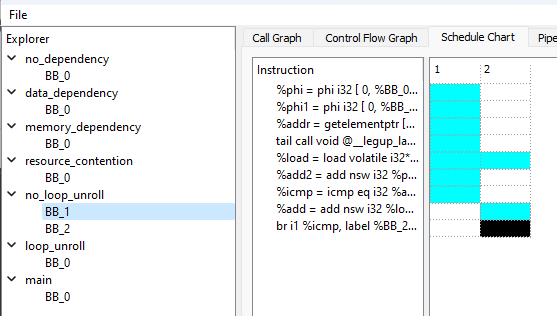 File
Explorer
no_dependency
BB_0
data_dependency
BB_0
memory_dependency
BB_0
resource_contention
BB_0
no_loop_unroll
BB_1
BB_2
loop_unroll
BB_0
main
BB_0
Call Graph Control Flow Graph Schedule Chart Pipe
Instruction
%phi = phi i32 [ 0, %BB_0...
%phi1 = phi i32 [ 0, %BB_0...
%addr = getelementptr [...
tail call void @__legup_la...
%load = load volatile i32*...
%add2 = add nsw i32 %p...
%icmp = icmp eq i32 %a...
%add = add nsw i32 %lo...
br i1 %icmp, label %BB_2...
1 2